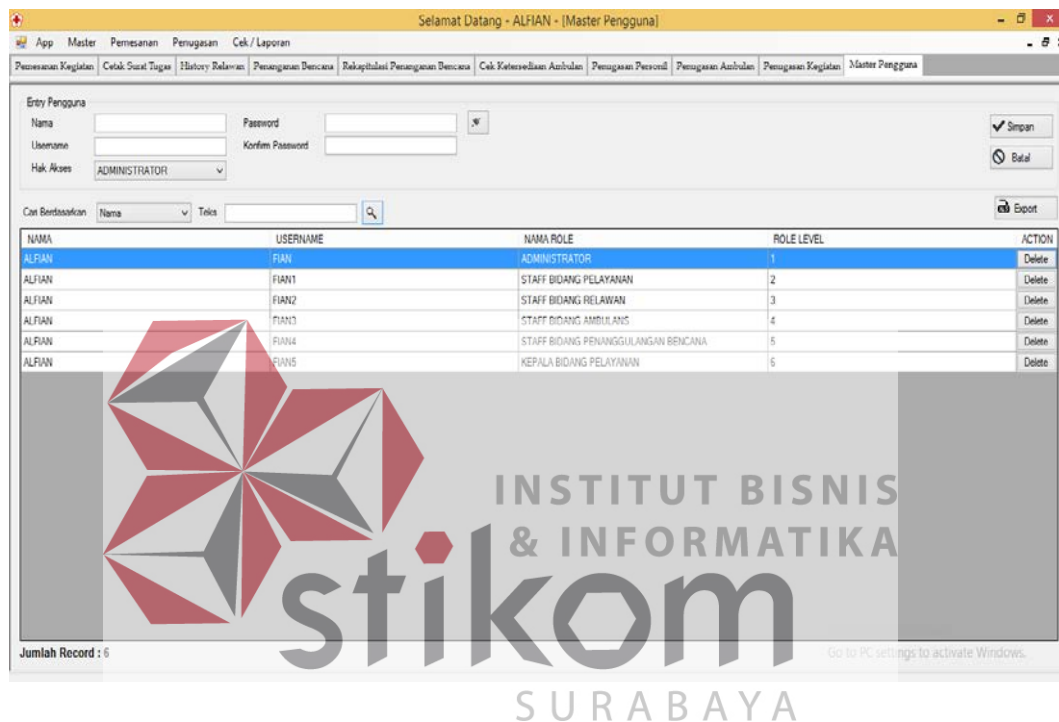 Selamat Datang - ALFIAN - [Master Pengguna]
App Master Pemesanan Penugasan Cek / Laporan
Pemesanan Kegiatan Cetak Surat Tugas History Relawan Penanganan Bencana Rekapitulasi Penanganan Bencana Cek Ketersediaan Ambulan Penugasan Personil Penugasan Ambulan Penugasan Kegiatan Master Pengguna
Entry Pengguna
Nama Password Simpan
Username Konfirm Password
Hak Akses ADMINISTRATOR Batal
Cari Berdasarkan Nama Teks Export
NAMA USERNAME NAMA ROLE ROLE LEVEL ACTION
ALFIAN FIAN ADMINISTRATOR 1 Delete
ALFIAN FIAN1 STAFF BIDANG PELAYANAN 2 Delete
ALFIAN FIAN2 STAFF BIDANG RELAWAN 3 Delete
ALFIAN FIAN3 STAFF BIDANG AMBULANS 4 Delete
ALFIAN FIAN4 STAFF BIDANG PENANGGULANGAN BENCANA 5 Delete
ALFIAN FIAN5 KEPALA BIDANG PELAYANAN 6 Delete
INSTITUT BISNIS
& INFORMATIKA
stikom
Jumlah Record : 6 Go to PC settings to activate Windows.
SURABAYA